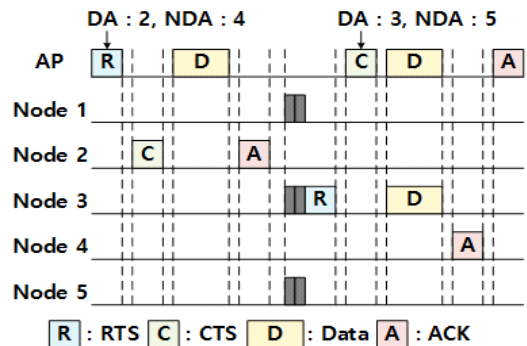 DA : 2, NDA : 4 DA : 3, NDA : 5
AP R D C D A
Node 1
Node 2 C A
Node 3 R D
Node 4 A
Node 5
R : RTS C : CTS D : Data A : ACK